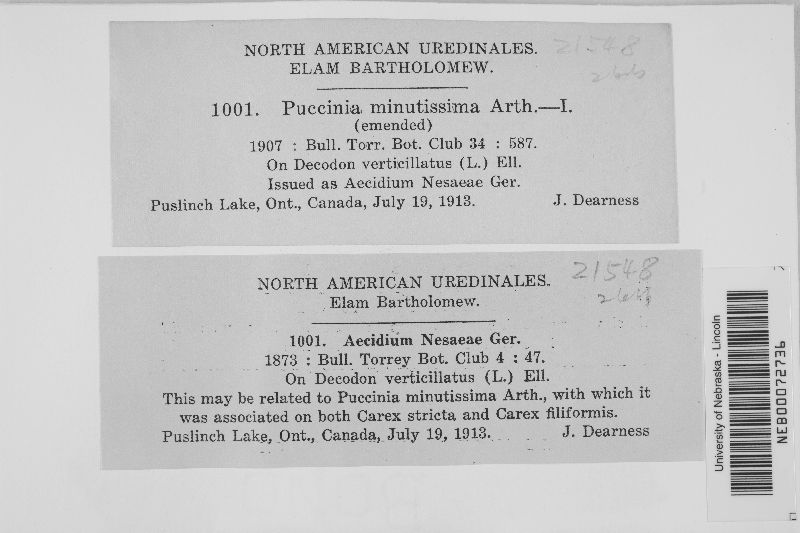 NORTH AMERICAN UREDINALES.
ELAM BARTHOLOMEW.
21548
1001. Puccinia minutissima Arth.—I.
(emended)
1907 : Bull. Torr. Bot. Club 34 : 587.
On Decodon verticillatus (L.) Ell.
Issued as Aecidium Nesaeae Ger.
Puslinch Lake, Ont., Canada, July 19, 1913. J. Dearness
NORTH AMERICAN UREDINALES.
Elam Bartholomew.
21548
1001. Aecidium Nesaeae Ger.
1873 : Bull. Torrey Bot. Club 4 : 47.
On Decodon verticillatus (L.) Ell.
This may be related to Puccinia minutissima Arth., with which it
was associated on both Carex stricta and Carex filiformis.
Puslinch Lake, Ont., Canada, July 19, 1913. J. Dearness
University of Nebraska - Lincoln
NEB00072736